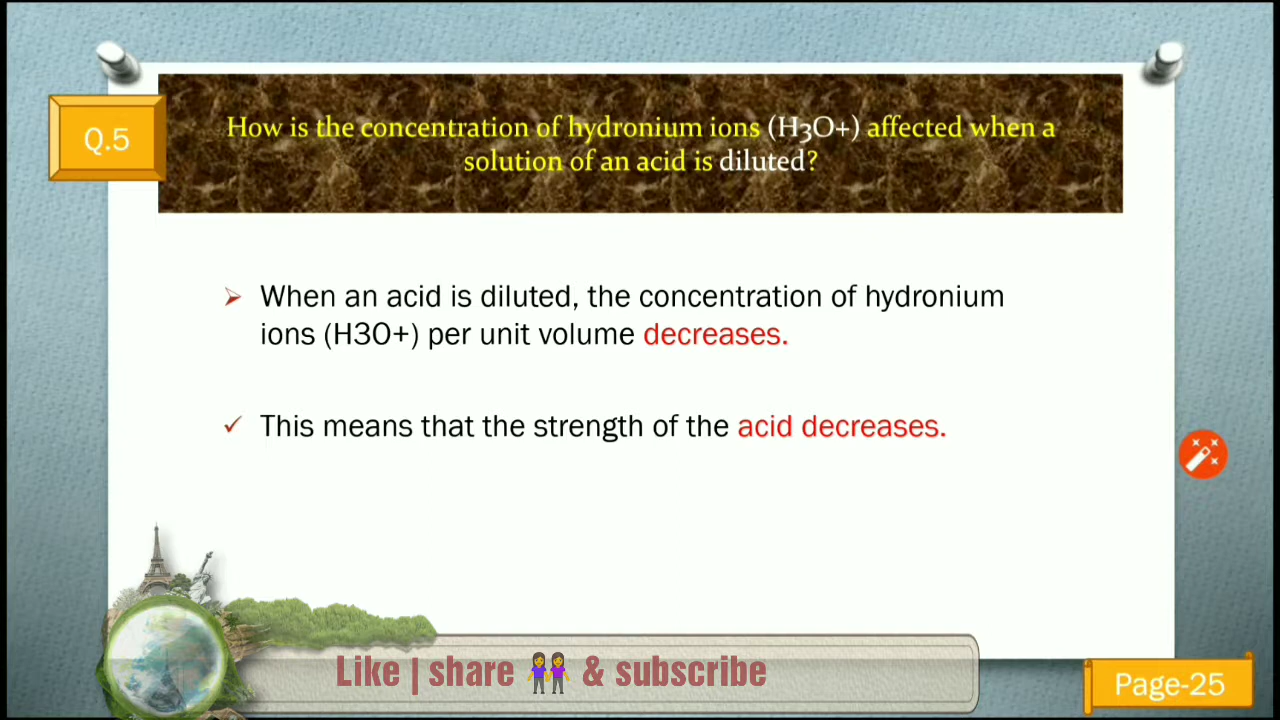 Q.5
How is the concentration of hydronium ions (H3O+) affected when a
solution of an acid is diluted?
When an acid is diluted, the concentration of hydronium
ions (H3O+) per unit volume decreases.
This means that the strength of the acid decreases.
Like | share 👭 & subscribe
Page-25